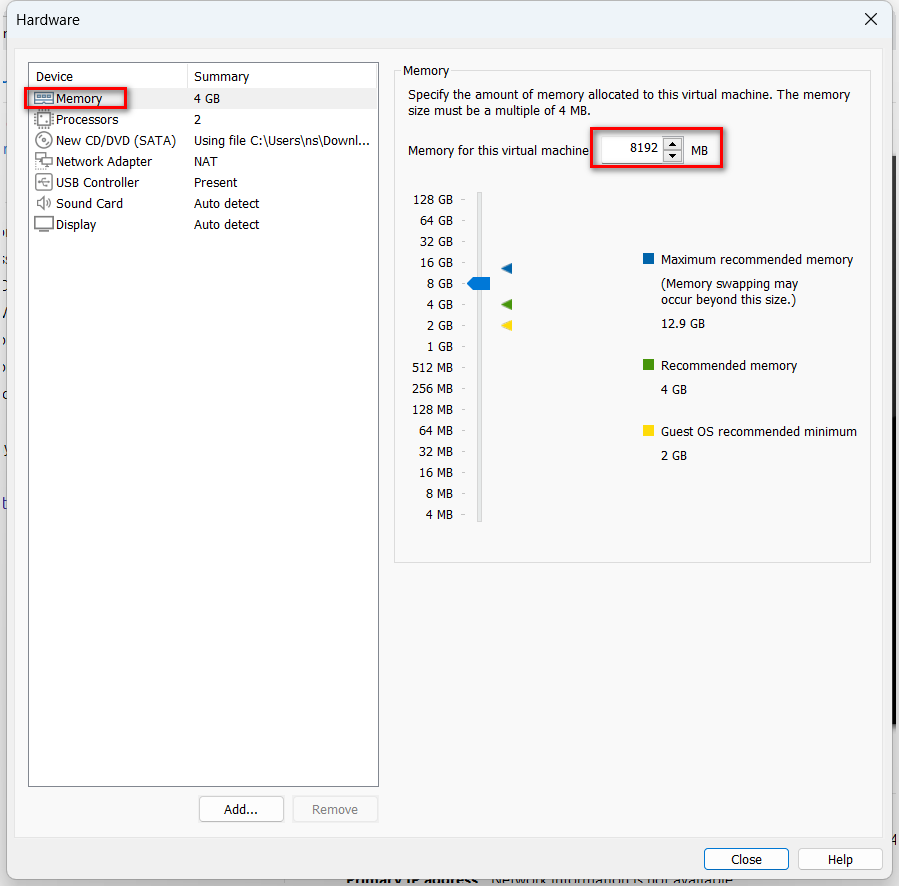 Hardware
Device Summary
Memory 4 GB
Processors 2
New CD/DVD (SATA) Using file C:\Users\ns\Downl...
Network Adapter NAT
USB Controller Present
Sound Card Auto detect
Display Auto detect
Add...
Remove
Memory
Specify the amount of memory allocated to this virtual machine. The memory
size must be a multiple of 4 MB.
Memory for this virtual machine 8192 MB
128 GB
64 GB
32 GB
16 GB
8 GB
4 GB
2 GB
1 GB
512 MB
256 MB
128 MB
64 MB
32 MB
16 MB
8 MB
4 MB
Maximum recommended memory
(Memory swapping may
occur beyond this size.)
12.9 GB
Recommended memory
4 GB
Guest OS recommended minimum
2 GB
Close
Help
Primary IP address Network information is not available